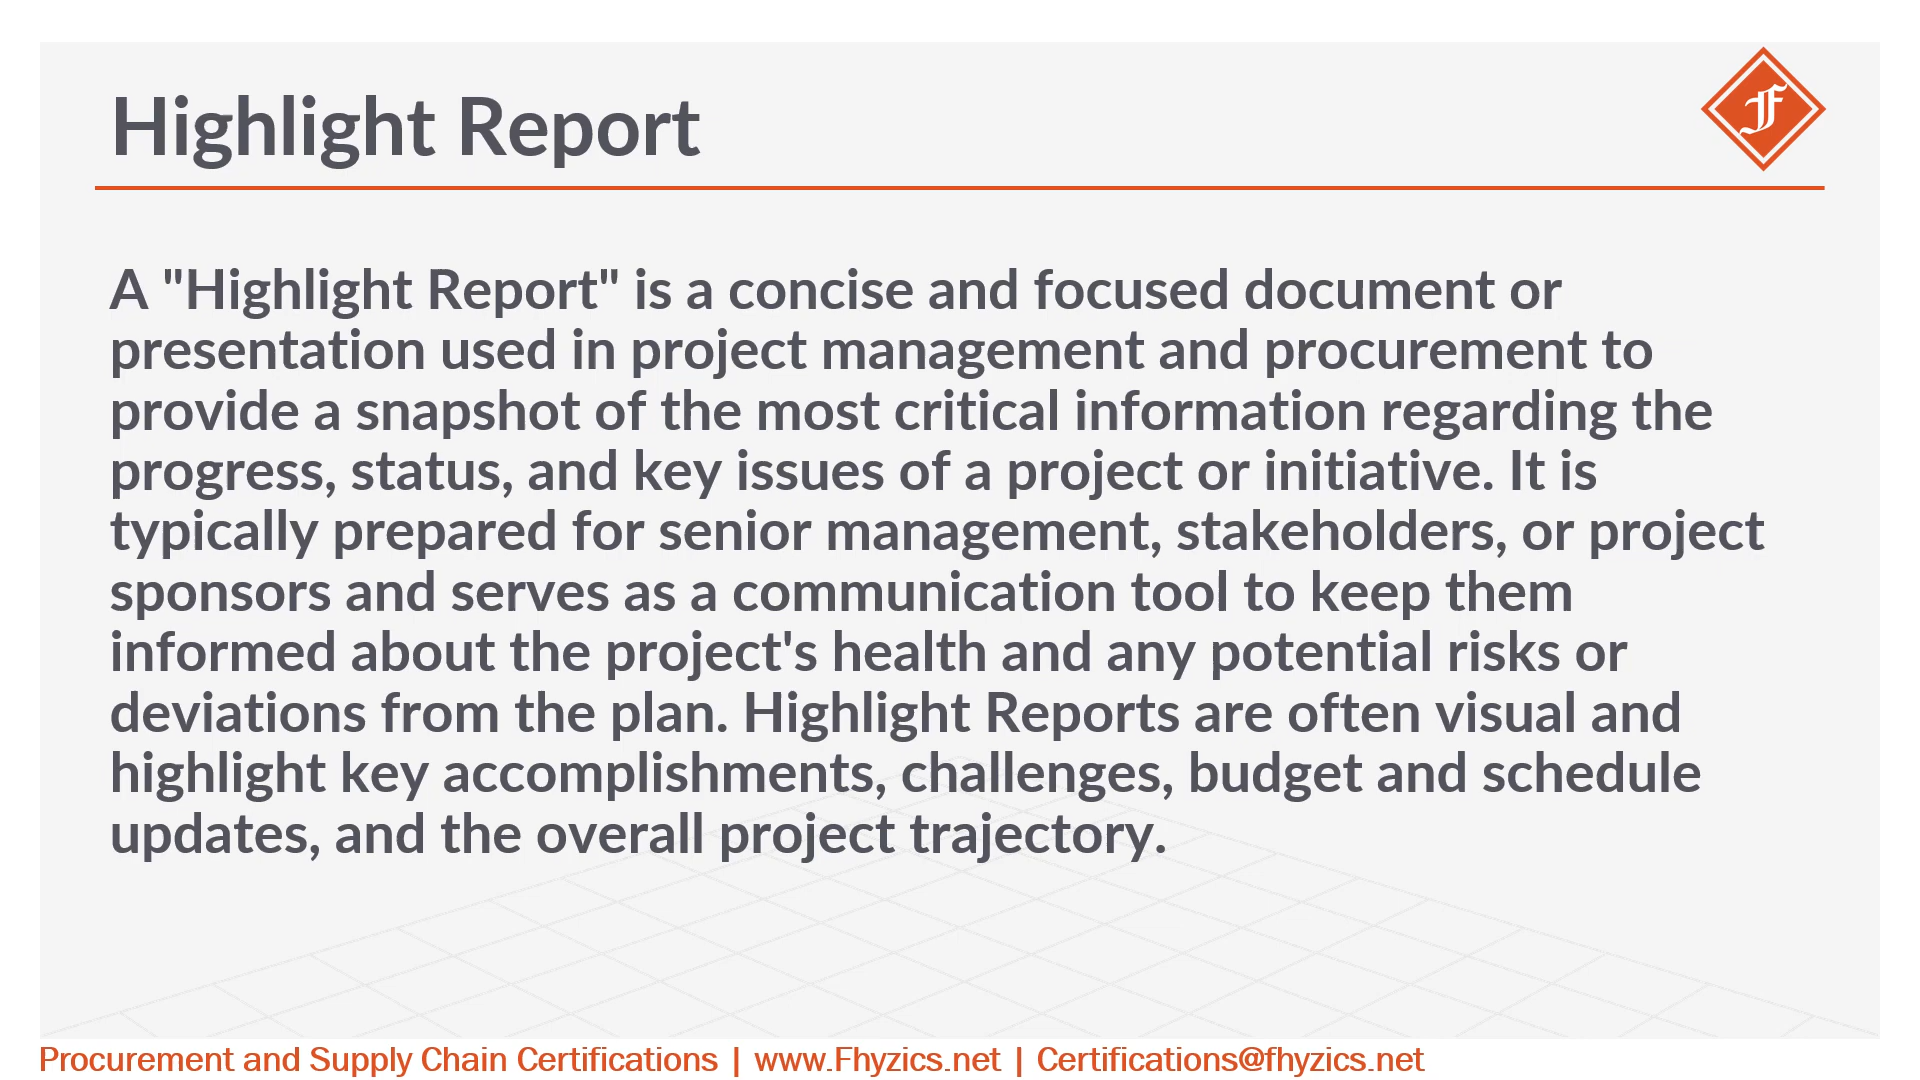 Highlight Report
A "Highlight Report" is a concise and focused document or
presentation used in project management and procurement to
provide a snapshot of the most critical information regarding the
progress, status, and key issues of a project or initiative. It is
typically prepared for senior management, stakeholders, or project
sponsors and serves as a communication tool to keep them
informed about the project's health and any potential risks or
deviations from the plan. Highlight Reports are often visual and
highlight key accomplishments, challenges, budget and schedule
updates, and the overall project trajectory.
Procurement and Supply Chain Certifications | www.Fhyzics.net | Certifications@fhyzics.net